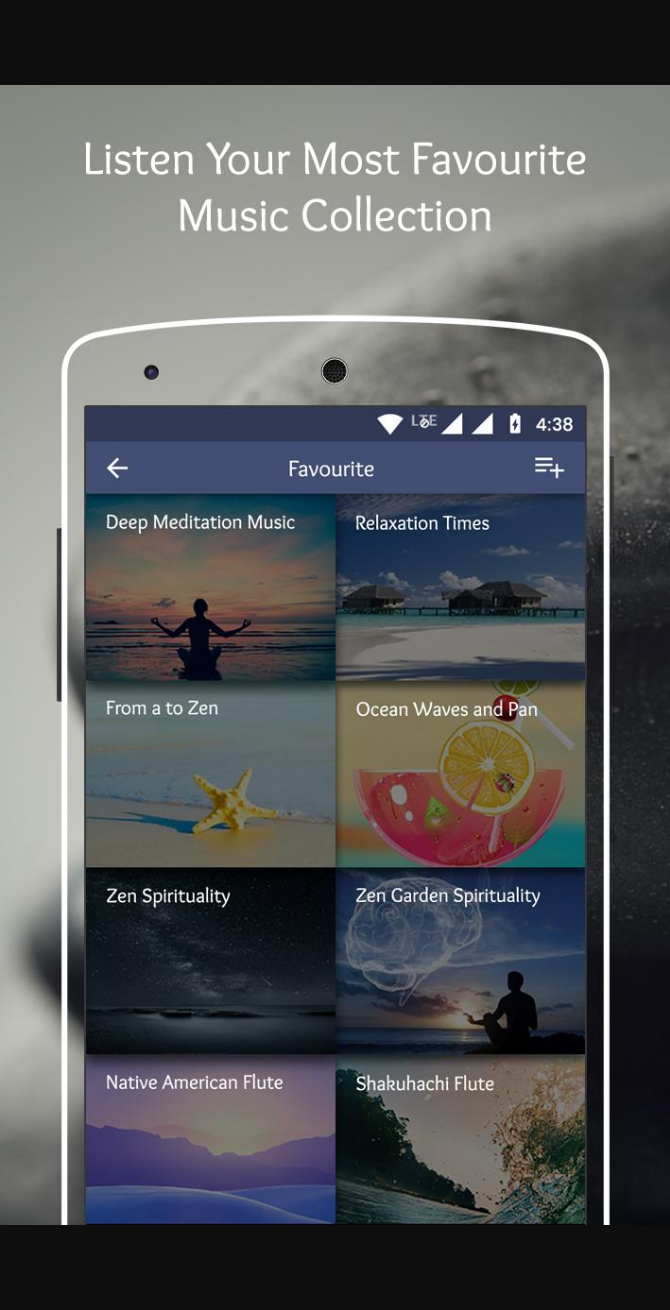 Listen Your Most Favourite
Music Collection
LTE 4:38
Favourite
Deep Meditation Music
Relaxation Times
From a to Zen
Ocean Waves and Pan
Zen Spirituality
Zen Garden Spirituality
Native American Flute
Shakuhachi Flute